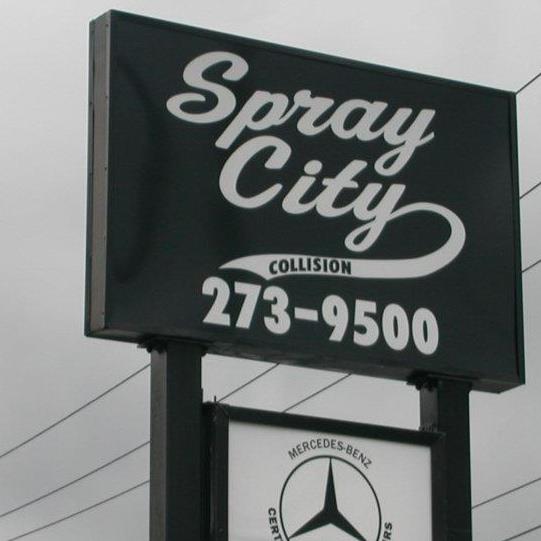 Spray
City
COLLISION
273-9500
MERCEDES-BENZ